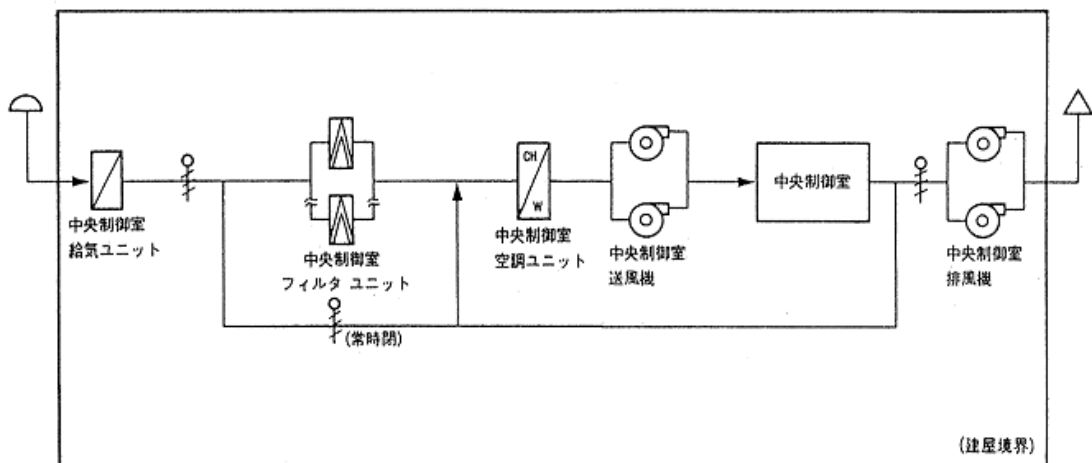 中央制御室
給気ユニット
中央制御室
フィルタ ユニット
(常時閉)
CH
W
中央制御室
空調ユニット
中央制御室
送風機
中央制御室
中央制御室
排風機
(建屋境界)